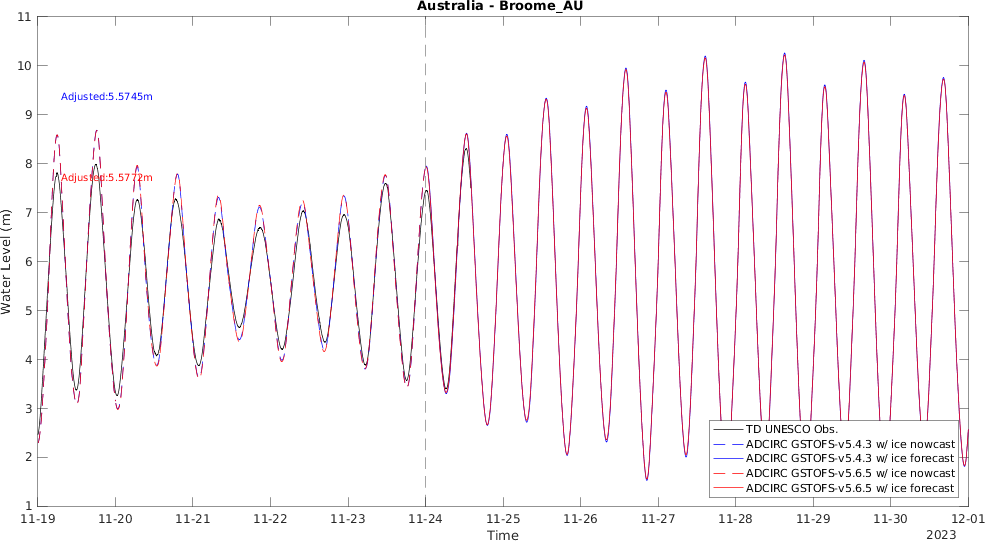 Australia - Broome_AU
11
10
9
8
7
6
5
4
3
2
1
Water Level (m)
Adjusted:5.5745m
Adjusted:5.5772m
TD UNESCO Obs.
ADCIRC GSTOFS-v5.4.3 w/ ice nowcast
ADCIRC GSTOFS-v5.4.3 w/ ice forecast
ADCIRC GSTOFS-v5.6.5 w/ ice nowcast
ADCIRC GSTOFS-v5.6.5 w/ ice forecast
11-19 11-20 11-21 11-22 11-23 11-24 11-25 11-26 11-27 11-28 11-29 11-30 12-01
Time
2023